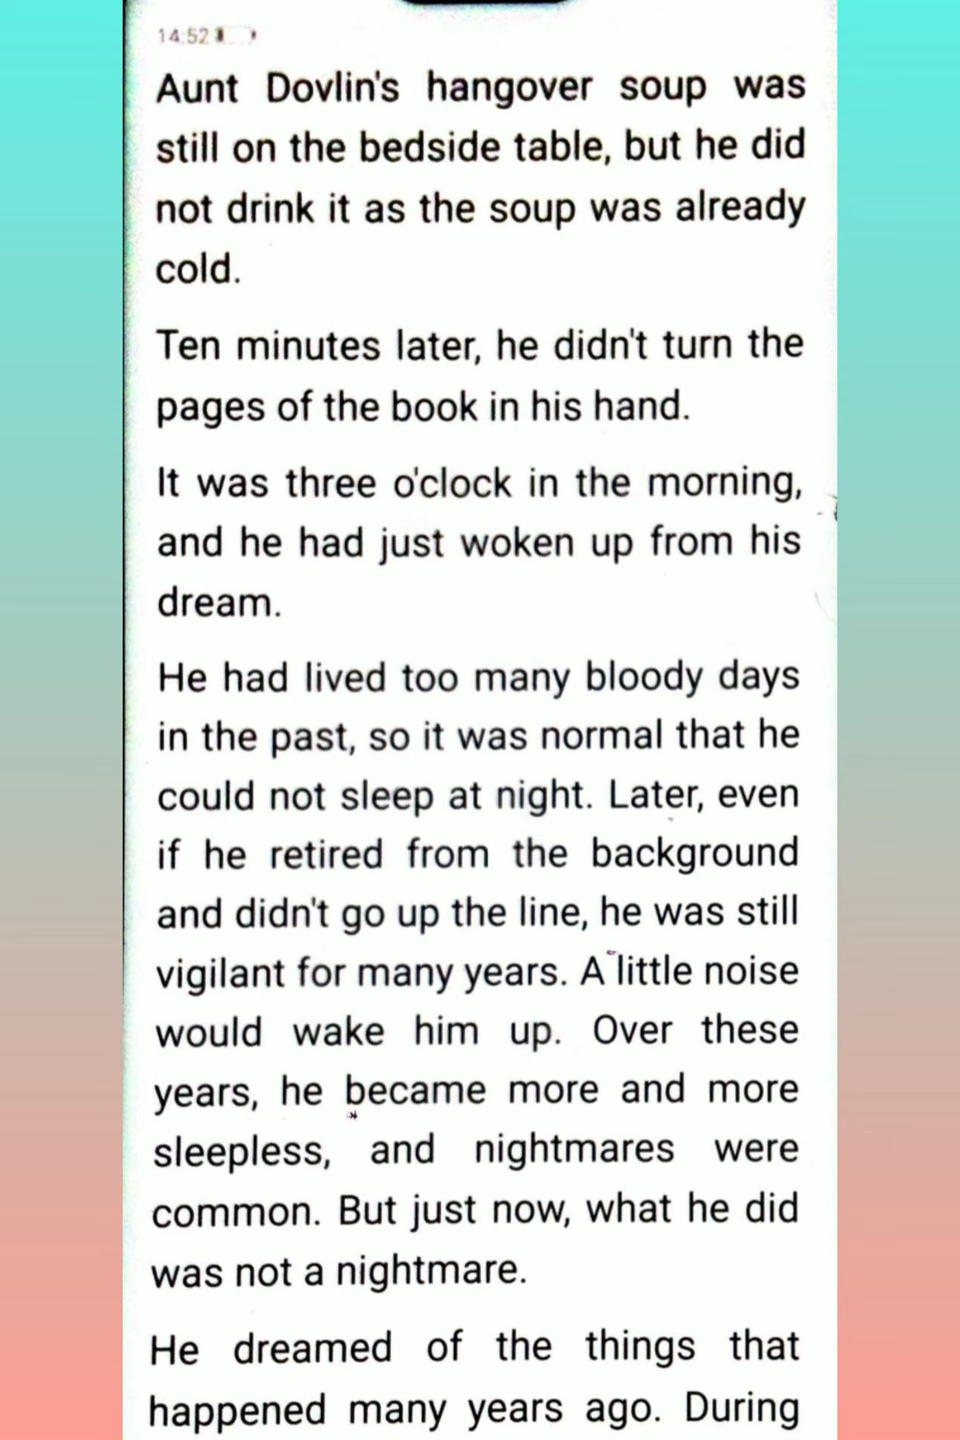 14:52
Aunt Dovlin's hangover soup was
still on the bedside table, but he did
not drink it as the soup was already
cold.
Ten minutes later, he didn't turn the
pages of the book in his hand.
It was three o'clock in the morning,
and he had just woken up from his
dream.
He had lived too many bloody days
in the past, so it was normal that he
could not sleep at night. Later, even
if he retired from the background
and didn't go up the line, he was still
vigilant for many years. A little noise
would wake him up. Over these
years, he became more and more
sleepless, and nightmares were
common. But just now, what he did
was not a nightmare.
He dreamed of the things that
happened many years ago. During